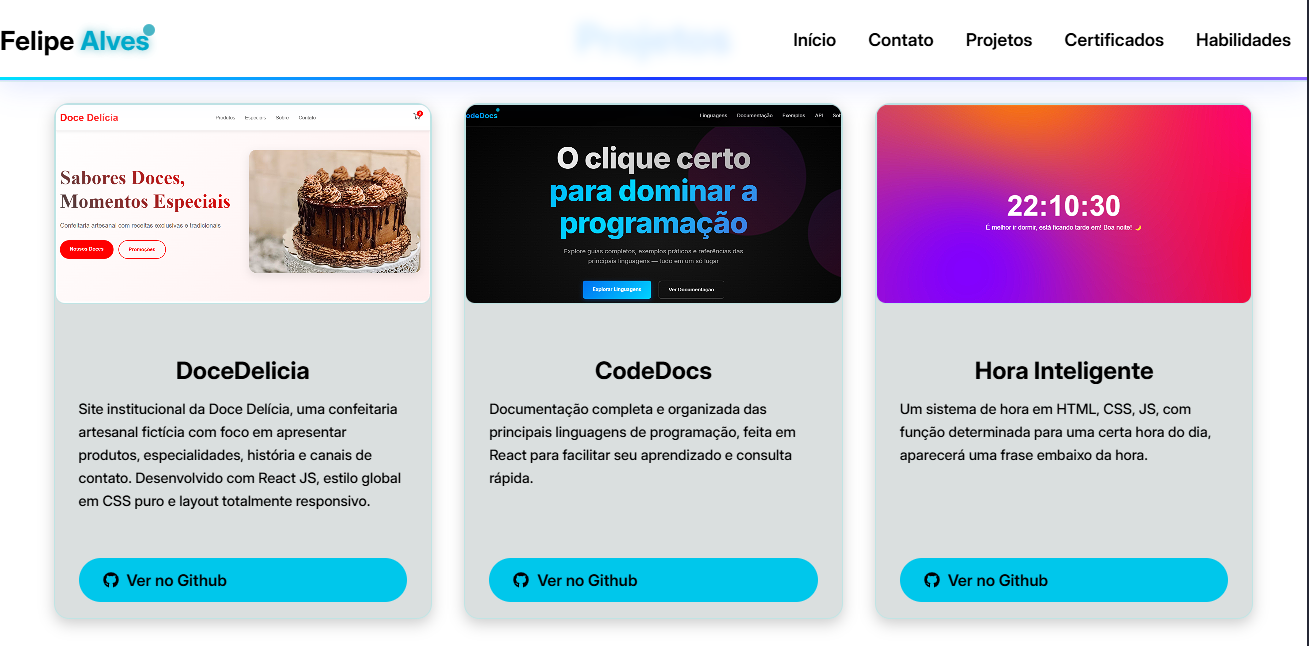 Felipe Alves
Projetos
Início Contato Projetos Certificados Habilidades
Doce Delícia
Produtos Especiais Sobre Contato
Sabores Doces,
Momentos Especiais
Confeitaria artesanal com receitas exclusivas e tradicionais
Nossos Doces Promoções
odeDocs
Linguagens Documentação Exemplos API Sob
O clique certo
para dominar a
programação
Explore guias completos, exemplos práticos e referências das
principais linguagens — tudo em um só lugar
Explorar Linguagens Ver Documentação
22:10:30
É melhor ir dormir, está ficando tarde em! Boa noite! 🌙
DoceDelicia
Site institucional da Doce Delícia, uma confeitaria
artesanal fictícia com foco em apresentar
produtos, especialidades, história e canais de
contato. Desenvolvido com React JS, estilo global
em CSS puro e layout totalmente responsivo.
Ver no Github
CodeDocs
Documentação completa e organizada das
principais linguagens de programação, feita em
React para facilitar seu aprendizado e consulta
rápida.
Ver no Github
Hora Inteligente
Um sistema de hora em HTML, CSS, JS, com
função determinada para uma certa hora do dia,
aparecerá uma frase embaixo da hora.
Ver no Github